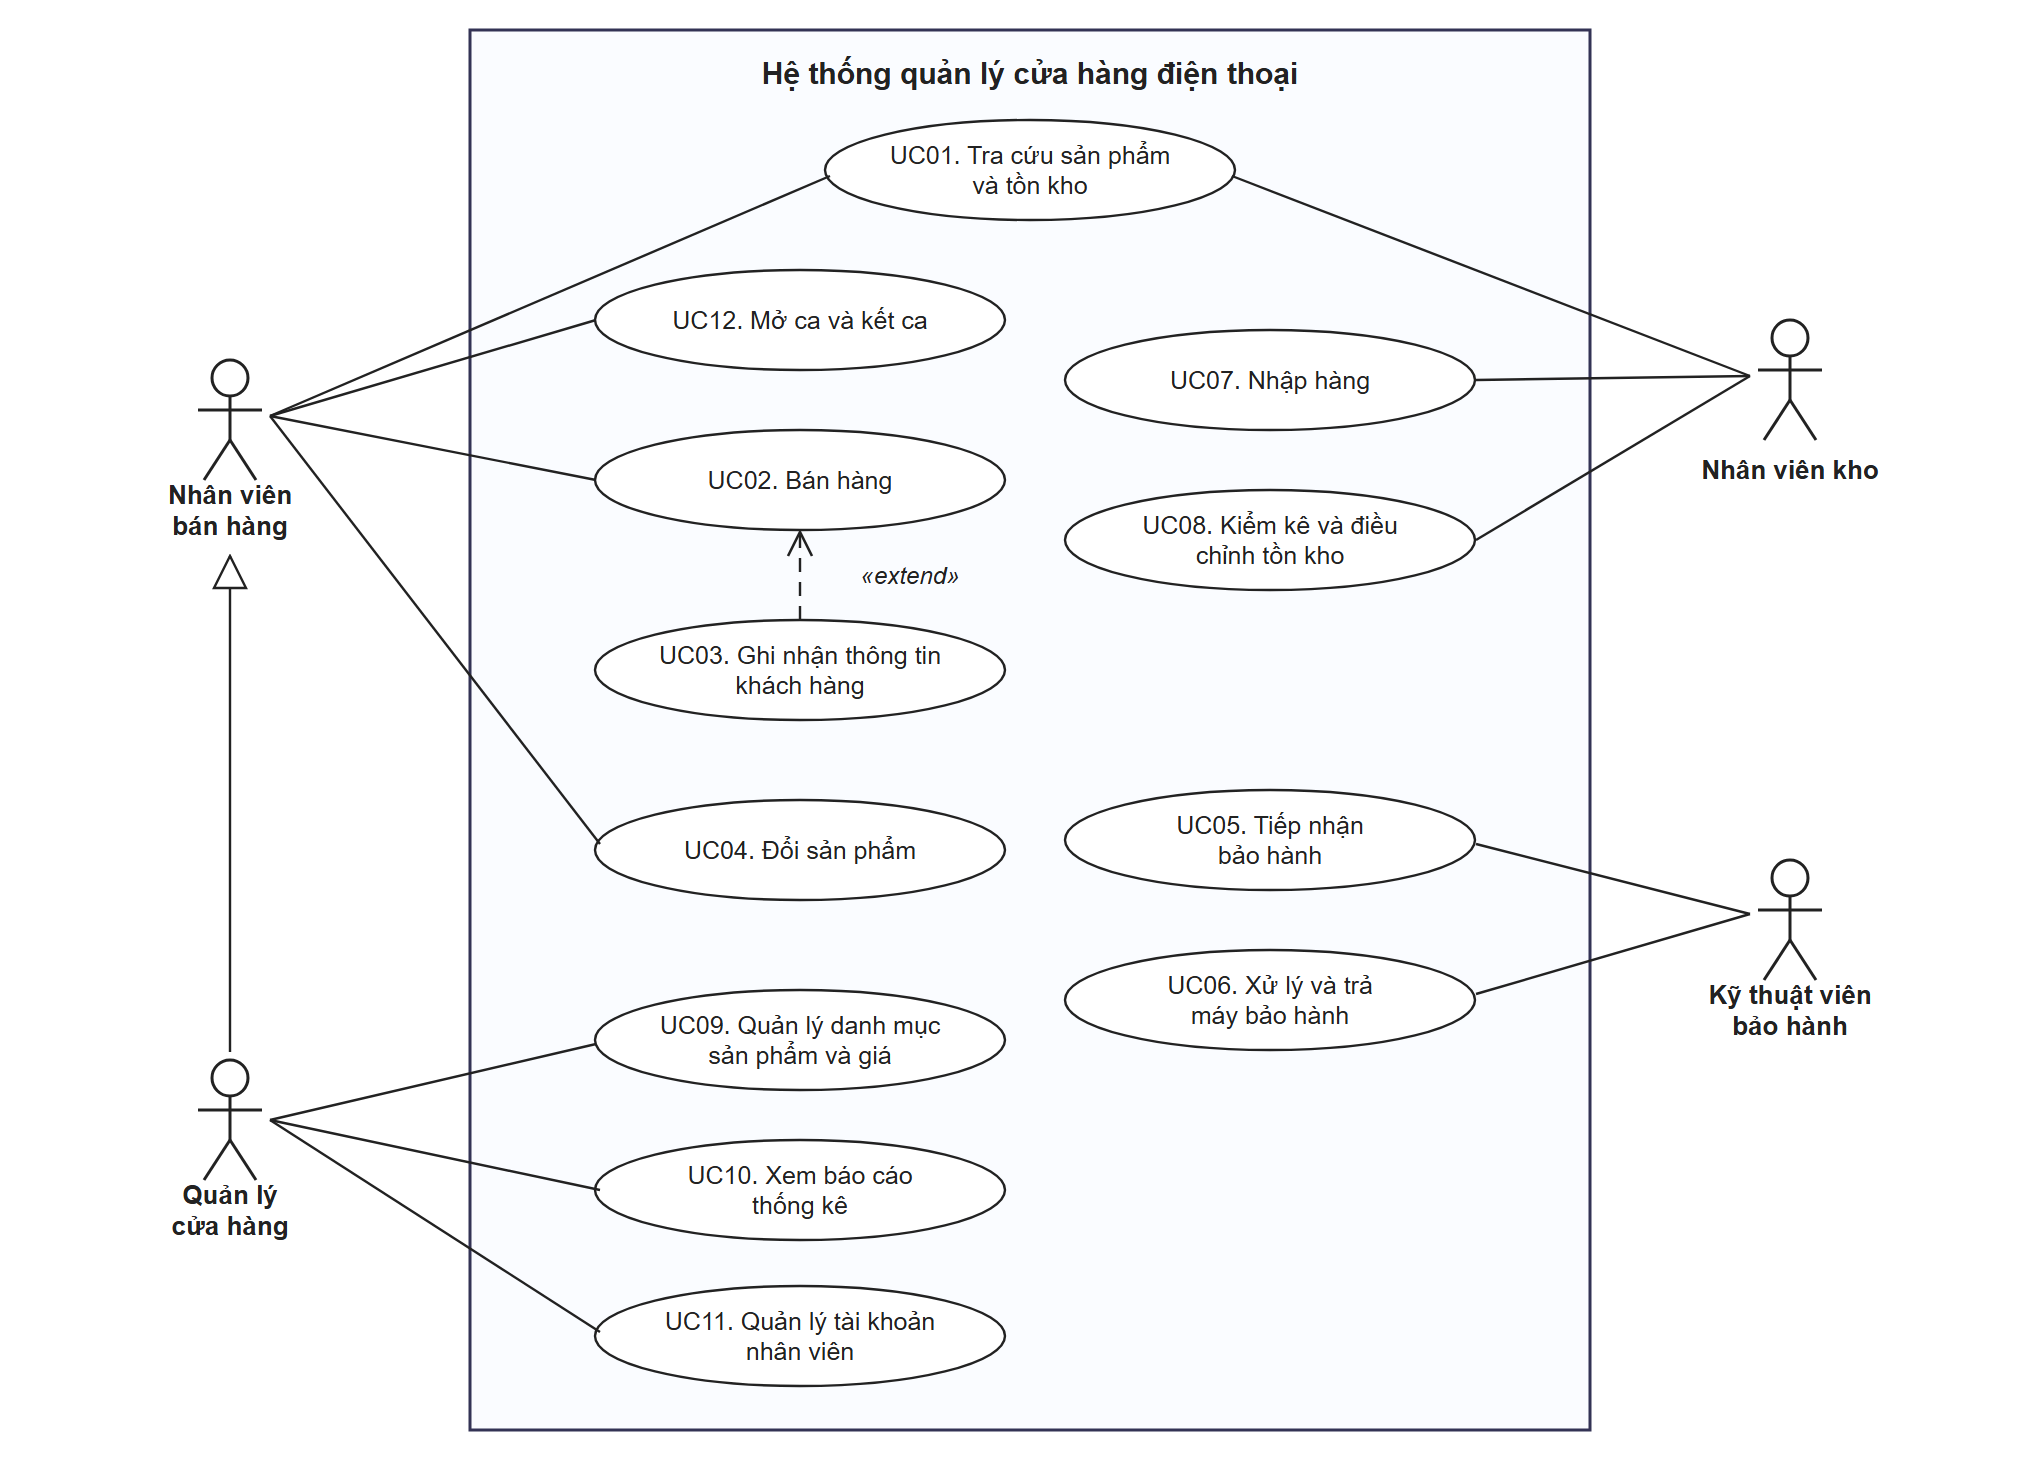 Hệ thống quản lý cửa hàng điện thoại
UC01. Tra cứu sản phẩm
và tồn kho
UC12. Mở ca và kết ca
UC07. Nhập hàng
Nhân viên
bán hàng
Nhân viên kho
UC02. Bán hàng
UC08. Kiểm kê và điều
chỉnh tồn kho
«extend»
UC03. Ghi nhận thông tin
khách hàng
UC04. Đổi sản phẩm
UC05. Tiếp nhận
bảo hành
UC06. Xử lý và trả
máy bảo hành
Kỹ thuật viên
bảo hành
UC09. Quản lý danh mục
sản phẩm và giá
Quản lý
cửa hàng
UC10. Xem báo cáo
thống kê
UC11. Quản lý tài khoản
nhân viên